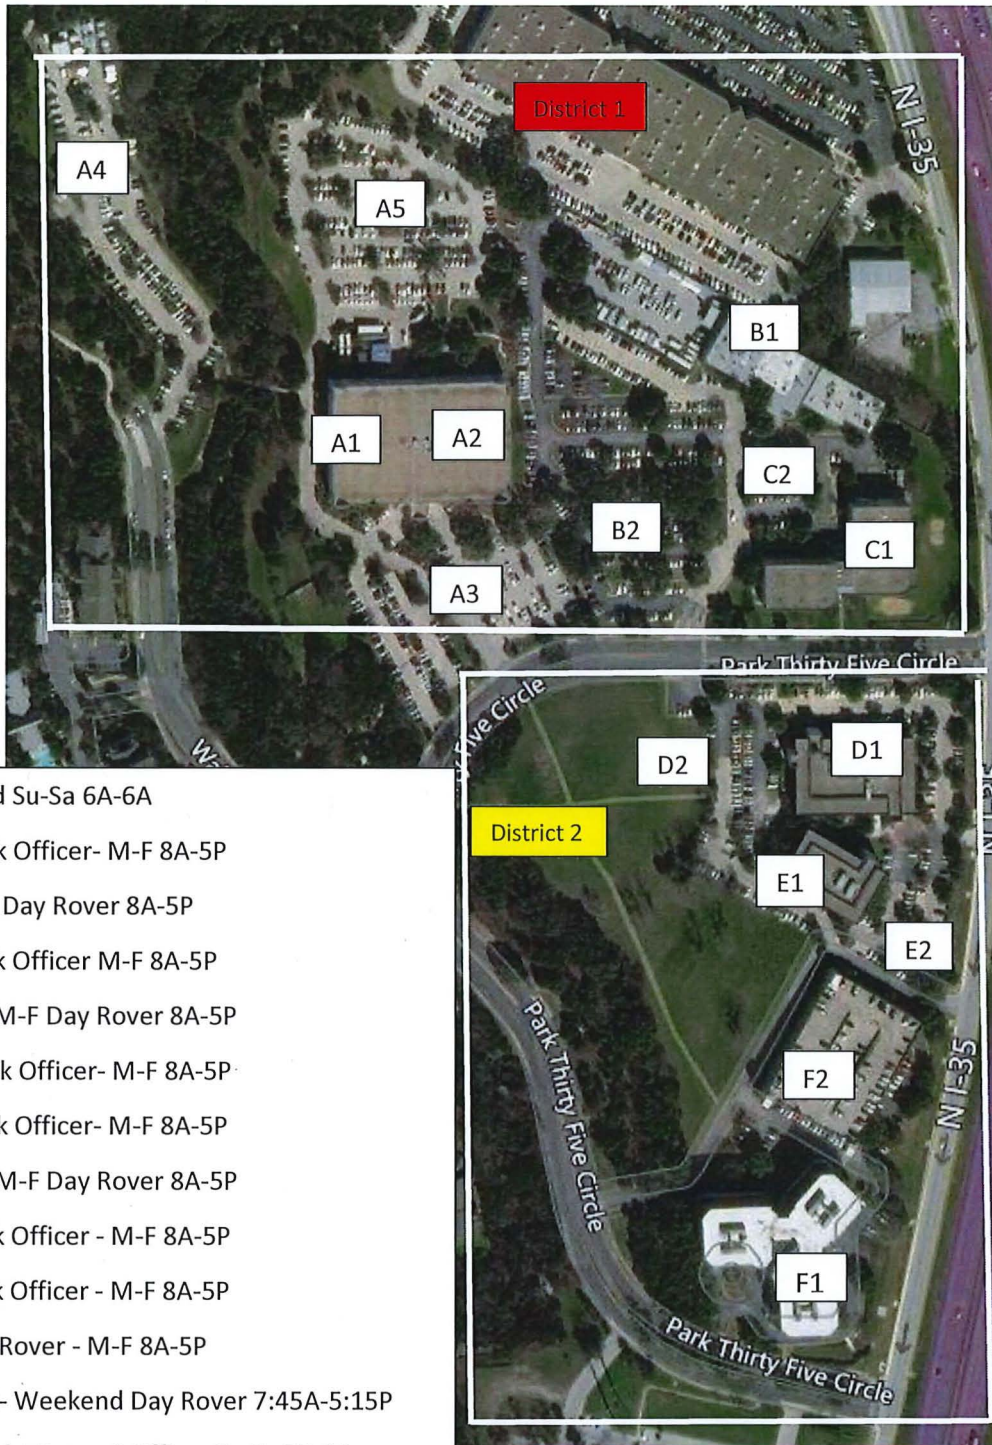 District 1
N I-35
A4
A5
B1
A1
A2
C2
B2
C1
A3
Park Thirty Five Circle
Five Circle
D2
D1
District 2
E1
E2
F2
Park Thirty Five Circle
N I-35
F1
Park Thirty Five Circle
Su-Sa 6A-6A
Officer- M-F 8A-5P
Day Rover 8A-5P
Officer M-F 8A-5P
M-F Day Rover 8A-5P
Officer- M-F 8A-5P
Officer- M-F 8A-5P
M-F Day Rover 8A-5P
Officer - M-F 8A-5P
Officer - M-F 8A-5P
Rover - M-F 8A-5P
- Weekend Day Rover 7:45A-5:15P